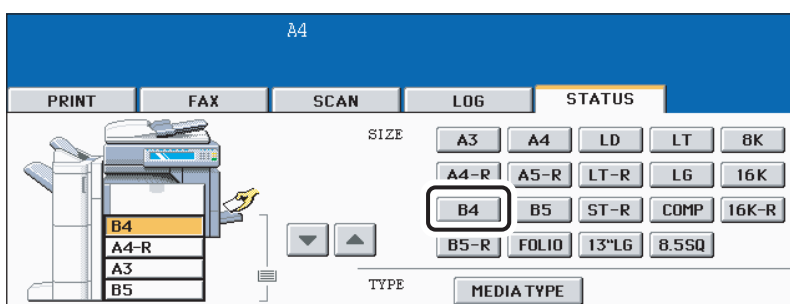 A4
PRINT FAX SCAN LOG STATUS
SIZE A3 A4 LD LT 8K
A4-R A5-R LT-R LG 16K
B4 B5 ST-R COMP 16K-R
B5-R FOLIO 13"LG 8.5SQ
B4
A4-R
A3
B5
TYPE MEDIA TYPE